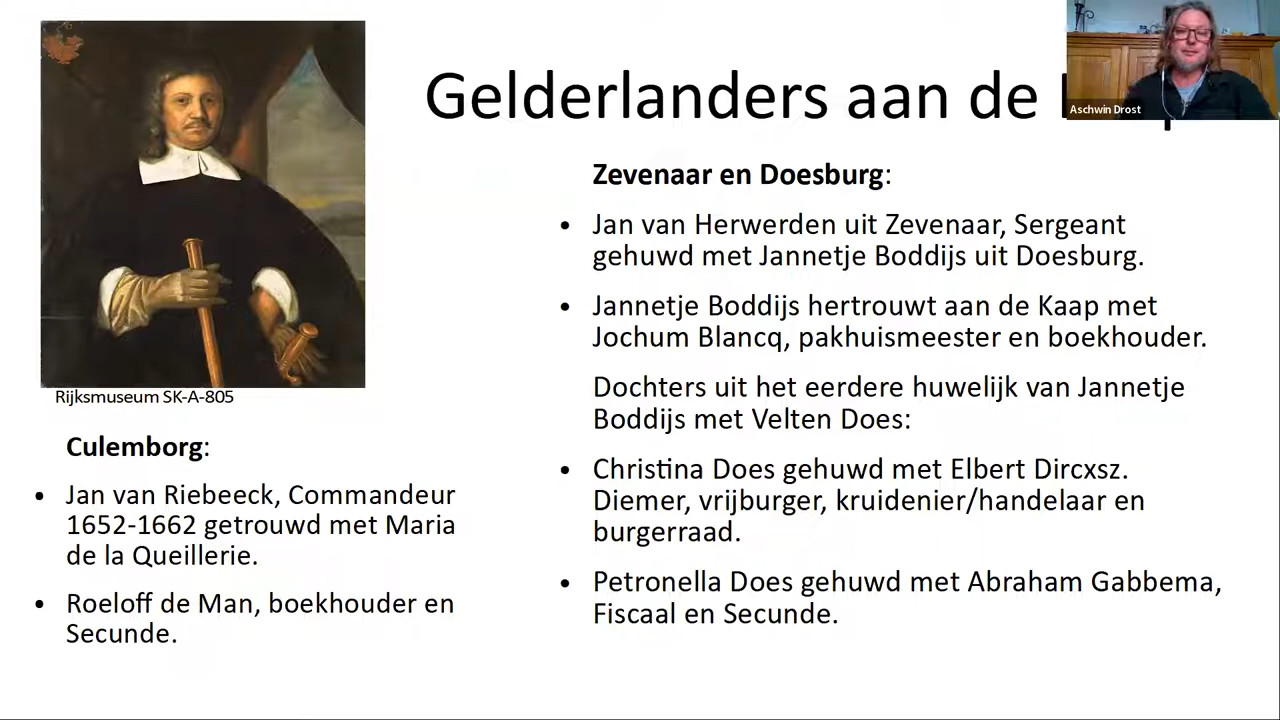 Gelderlanders aan de
Aschwin Drost
Rijksmuseum SK-A-805
Culemborg:
• Jan van Riebeeck, Commandeur
1652-1662 getrouwd met Maria
de la Queillerie.
• Roeloff de Man, boekhouder en
Secunde.
Zevenaar en Doesburg:
• Jan van Herwerden uit Zevenaar, Sergeant
gehuwd met Jannetje Boddijs uit Doesburg.
• Jannetje Boddijs hertrouwt aan de Kaap met
Jochum Blancq, pakhuismeester en boekhouder.
Dochters uit het eerdere huwelijk van Jannetje
Boddijs met Velten Does:
• Christina Does gehuwd met Elbert Dircxsz.
Diemer, vrijburger, kruidenier/handelaar en
burgerraad.
• Petronella Does gehuwd met Abraham Gabbema,
Fiscaal en Secunde.